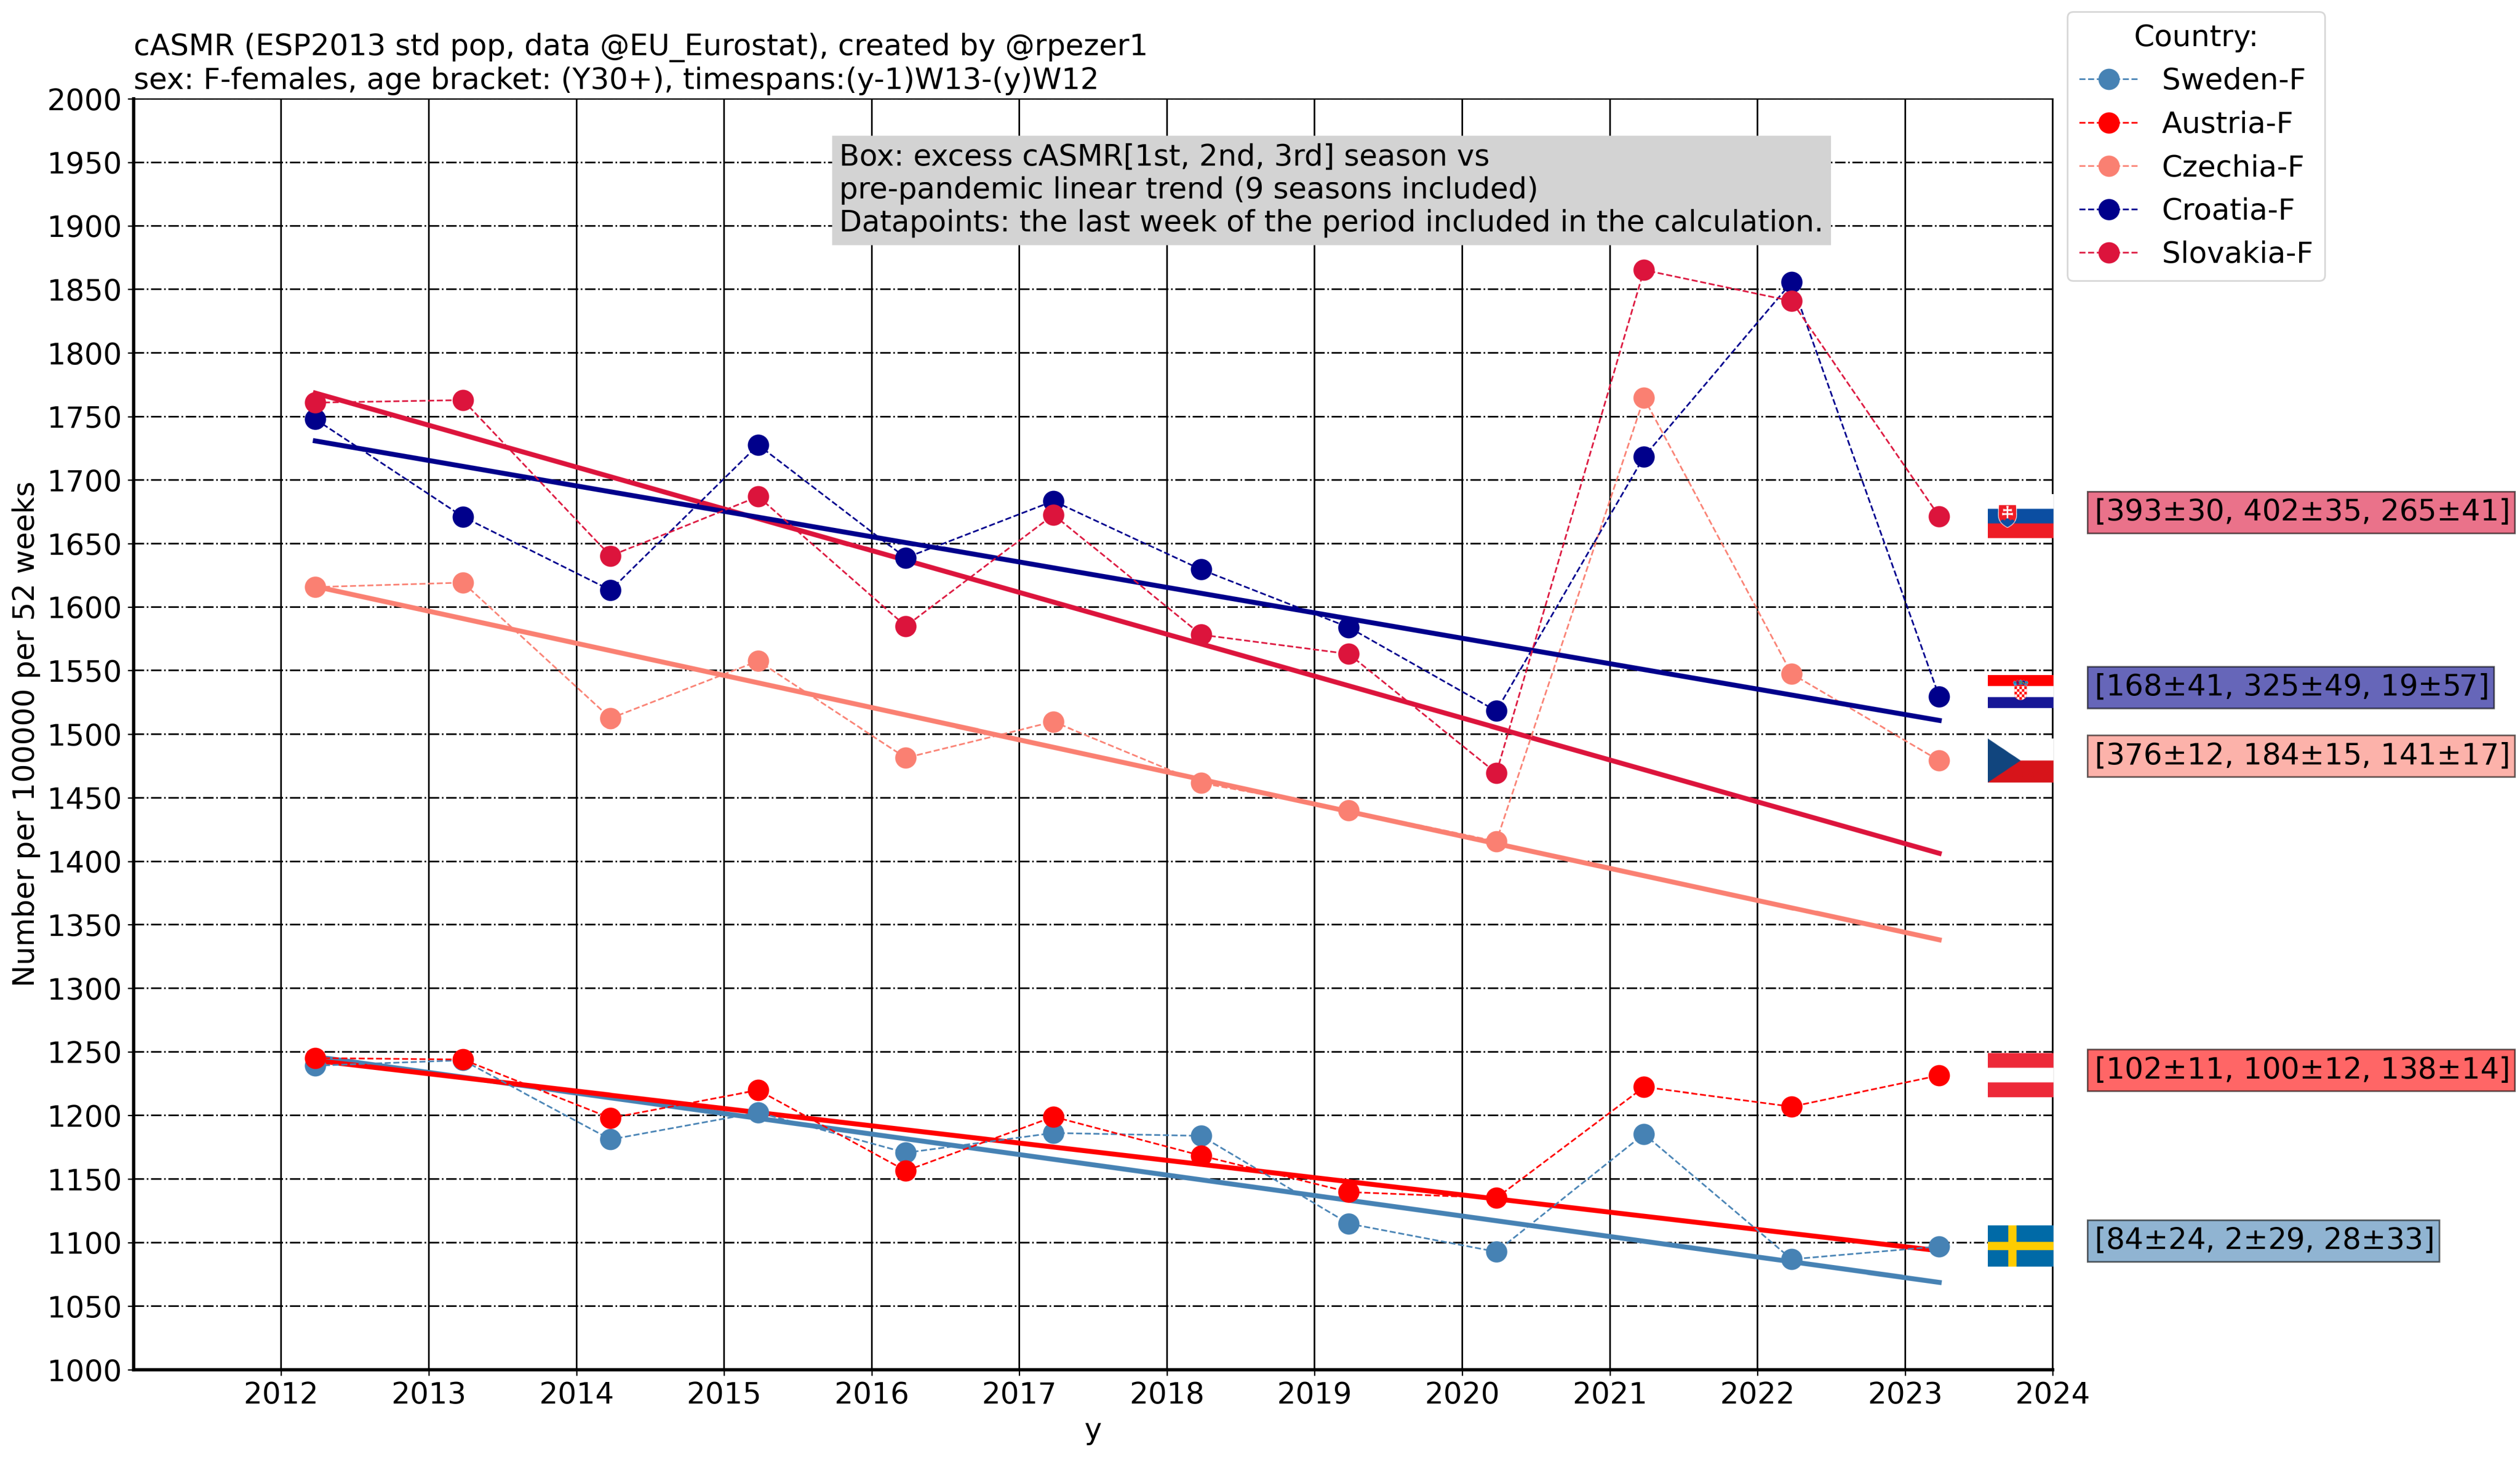 cASMR (ESP2013 std pop, data @EU_Eurostat), created by @rpezer1
sex: F-females, age bracket: (Y30+), timespans:(y-1)W13-(y)W12
Country:
Sweden-F
Austria-F
Czechia-F
Croatia-F
Slovakia-F
Box: excess cASMR[1st, 2nd, 3rd] season vs
pre-pandemic linear trend (9 seasons included)
Datapoints: the last week of the period included in the calculation.
Number per 100000 per 52 weeks
2000
1950
1900
1850
1800
1750
1700
1650
1600
1550
1500
1450
1400
1350
1300
1250
1200
1150
1100
1050
1000
[393±30, 402±35, 265±41]
[168±41, 325±49, 19±57]
[376±12, 184±15, 141±17]
[102±11, 100±12, 138±14]
[84±24, 2±29, 28±33]
2012 2013 2014 2015 2016 2017 2018 2019 2020 2021 2022 2023 2024
y